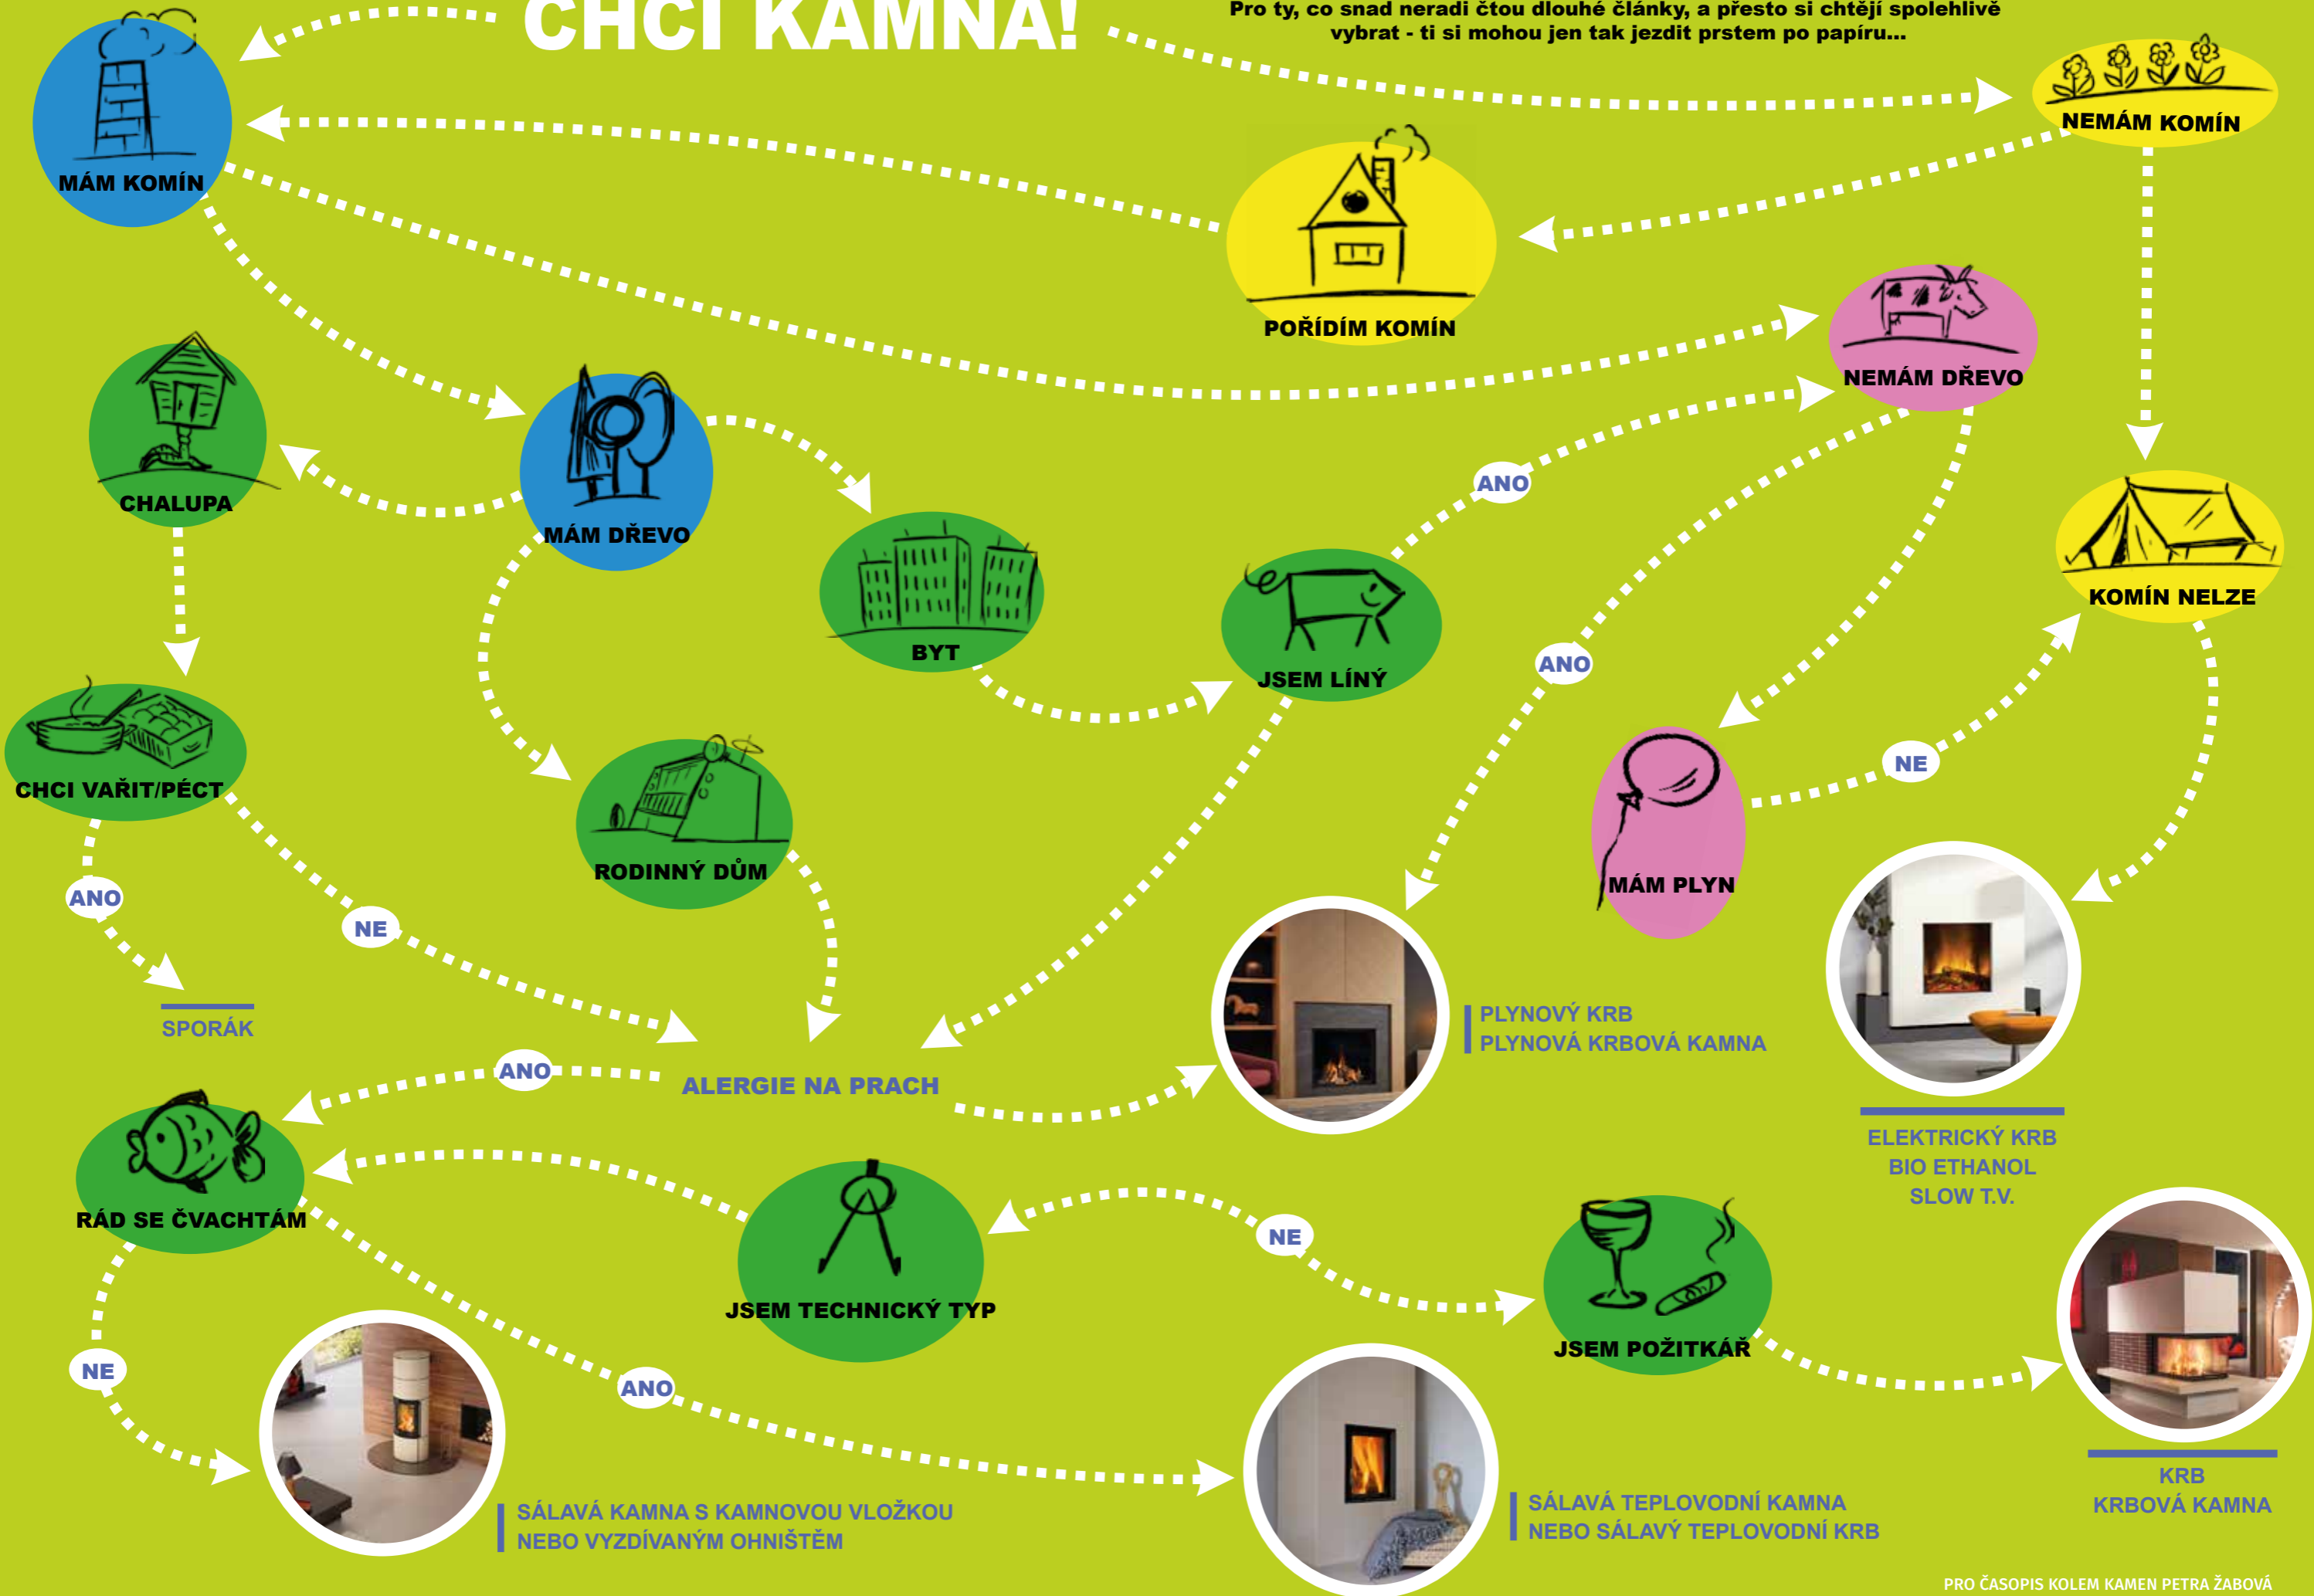 CHCI KAMNA!
Pro ty, co snad neradi čtou dlouhé články, a přesto si chtějí spolehlivě
vybrat - ti si mohou jen tak jezdit prstem po papíru...
MÁM KOMÍN
NEMÁM KOMÍN
POŘÍDÍM KOMÍN
NEMÁM DŘEVO
CHALUPA
MÁM DŘEVO
ANO
KOMÍN NELZE
BYT
JSEM LÍNÝ
ANO
CHCI VAŘIT/PÉCT
NE
RODINNÝ DŮM
MÁM PLYN
ANO
NE
SPORÁK
PLYNOVÝ KRB
PLYNOVÁ KRBOVÁ KAMNA
ANO
ALERGIE NA PRACH
ELEKTRICKÝ KRB
BIO ETHANOL
SLOW T.V.
RÁD SE ČVACHTÁM
NE
JSEM TECHNICKÝ TYP
JSEM POŽITKÁŘ
NE
ANO
KRB
KRBOVÁ KAMNA
SÁLAVÁ KAMNA S KAMNOVOU VLOŽKOU
NEBO VYZDÍVANÝM OHNIŠTĚM
SÁLAVÁ TEPLOVODNÍ KAMNA
NEBO SÁLAVÝ TEPLOVODNÍ KRB
PRO ČASOPIS KOLEM KAMEN PETRA ŽABOVÁ